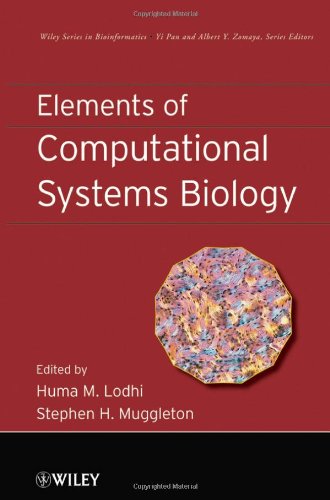 Wiley Series in Bioinformatics • Yi Pan and Albert Y. Zomaya, Series Editors
Elements of
Computational
Systems Biology
Edited by
Huma M. Lodhi
Stephen H. Muggleton
WILEY